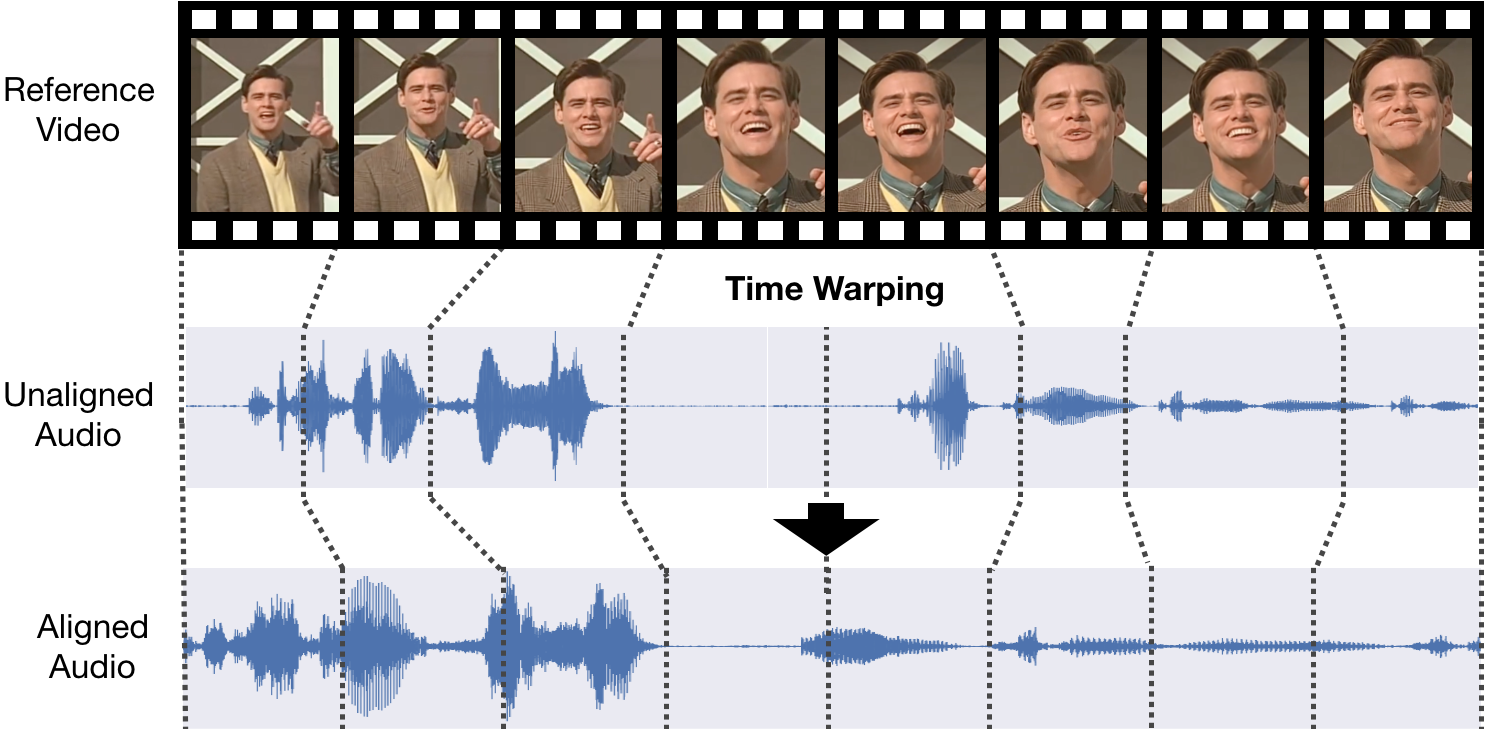 Reference
Video
Time Warping
Unaligned
Audio
Aligned
Audio